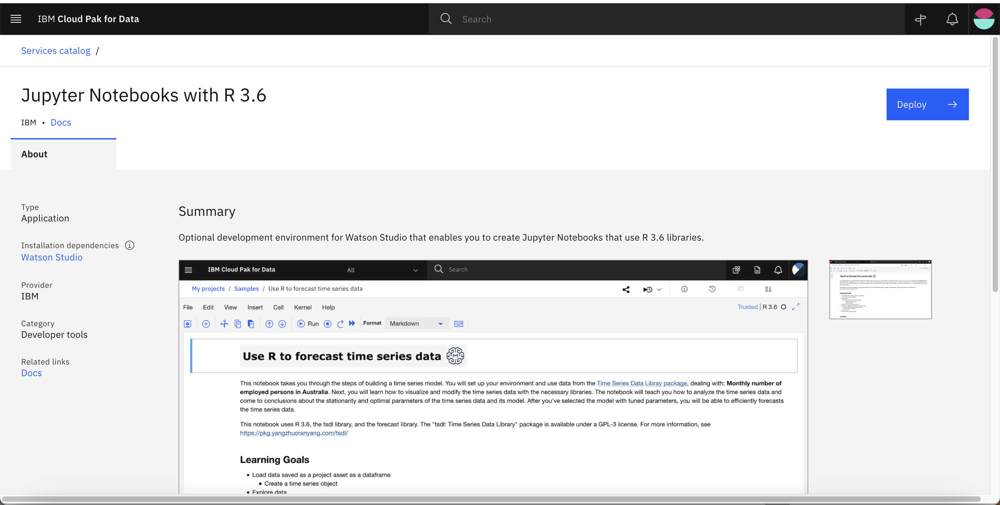 IBM Cloud Pak for Data
Search
Services catalog /
Jupyter Notebooks with R 3.6
Deploy
IBM • Docs
About
Type
Application
Installation dependencies
Watson Studio
Provider
IBM
Category
Developer tools
Related links
Docs
Summary
Optional development environment for Watson Studio that enables you to create Jupyter Notebooks that use R 3.6 libraries.
IBM Cloud Pak for Data
All
Search
My projects / Samples / Use R to forecast time series data
File Edit View Insert Cell Kernel Help
Trusted | R 3.6
Run
Format
Markdown
Use R to forecast time series data
This notebook takes you through the steps of building a time series model. You will set up your environment and use data from the Time Series Data Libray package, dealing with: Monthly number of
employed persons in Australia. Next, you will learn how to visualize and modify the time series data with the necessary libraries. The notebook will teach you how to analyze the time series data and
come to conclusions about the stationarity and optimal parameters of the time series data and its model. After you've selected the model with tuned parameters, you will be able to efficiently forecasts
the time series data.
This notebook uses R 3.6, the tsdl library, and the forecast library. The "tsdl: Time Series Data Library" package is available under a GPL-3 license. For more information, see
https://pkg.yangzhuoranyang.com/tsdl/
Learning Goals
• Load data saved as a project asset as a dataframe
▪ Create a time series object
• Explore data
Use R to forecast time series data
Learning Goals
Contents